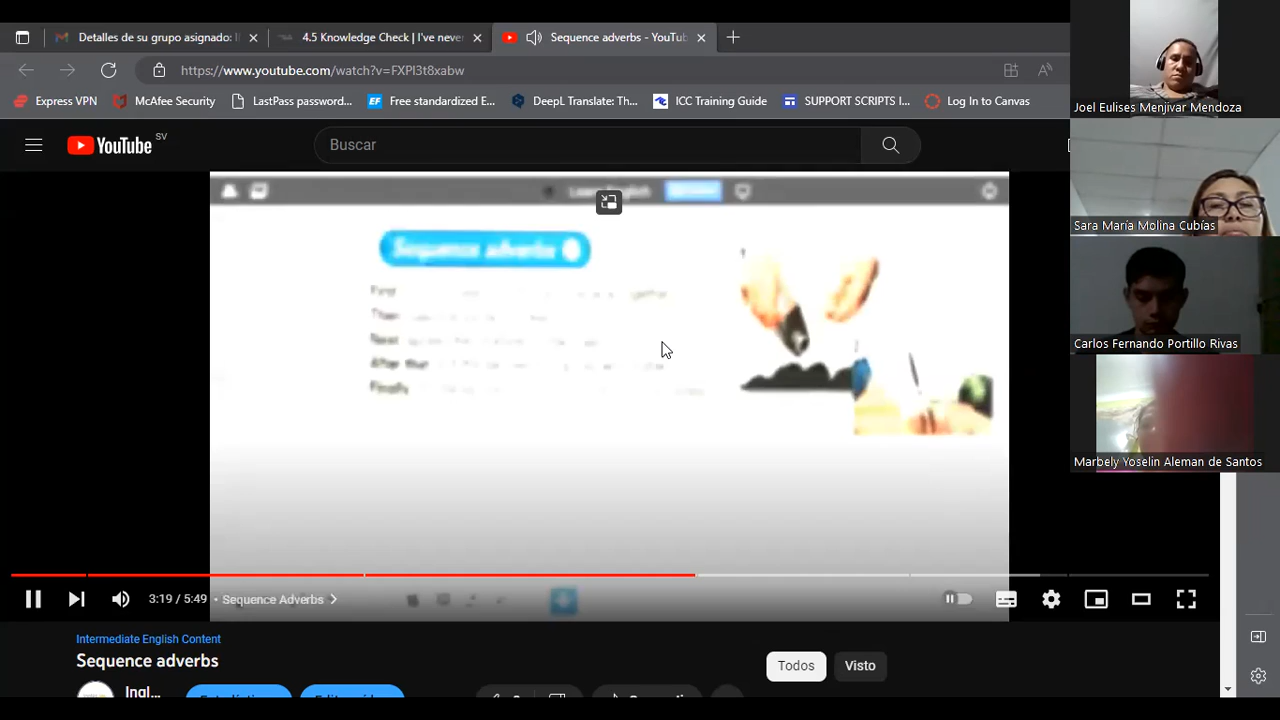 Detalles de su grupo asignado: I
4.5 Knowledge Check | I've never
Sequence adverbs - YouTub
https://www.youtube.com/watch?v=FXPl3t8xabw
Express VPN
McAfee Security
LastPass password...
Free standardized E...
DeepL Translate: Th...
ICC Training Guide
SUPPORT SCRIPTS I...
Log In to Canvas
YouTube SV
Buscar
Sequence adverbs
First
Then
Next
After that
Finally
3:19 / 5:49 • Sequence Adverbs
Intermediate English Content
Sequence adverbs
Todos
Visto
Ingl...
Joel Eulises Menjivar Mendoza
Sara María Molina Cubías
Carlos Fernando Portillo Rivas
Marbely Yoselin Aleman de Santos